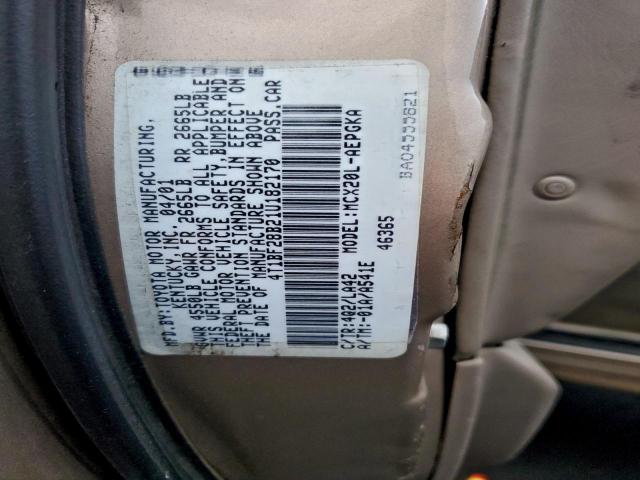 MFD.BY:TOYOTA MOTOR MANUFACTURING,
KENTUCKY,INC. 04/01
GVWR 4550LB GAWR FR 2665LB RR 2665LB
THIS VEHICLE CONFORMS TO ALL APPLICABLE
FEDERAL MOTOR VEHICLE SAFETY,BUMPER AND
THEFT PREVENTION STANDARDS IN EFFECT ON
THE DATE OF MANUFACTURE SHOWN ABOVE
4T1BF28B21U182170 PASS.CAR
MODEL:MCX20L-AEPGKA
46365
C/TR:4Q2/LA42
A/TM:-01A/A541E
BA04555821